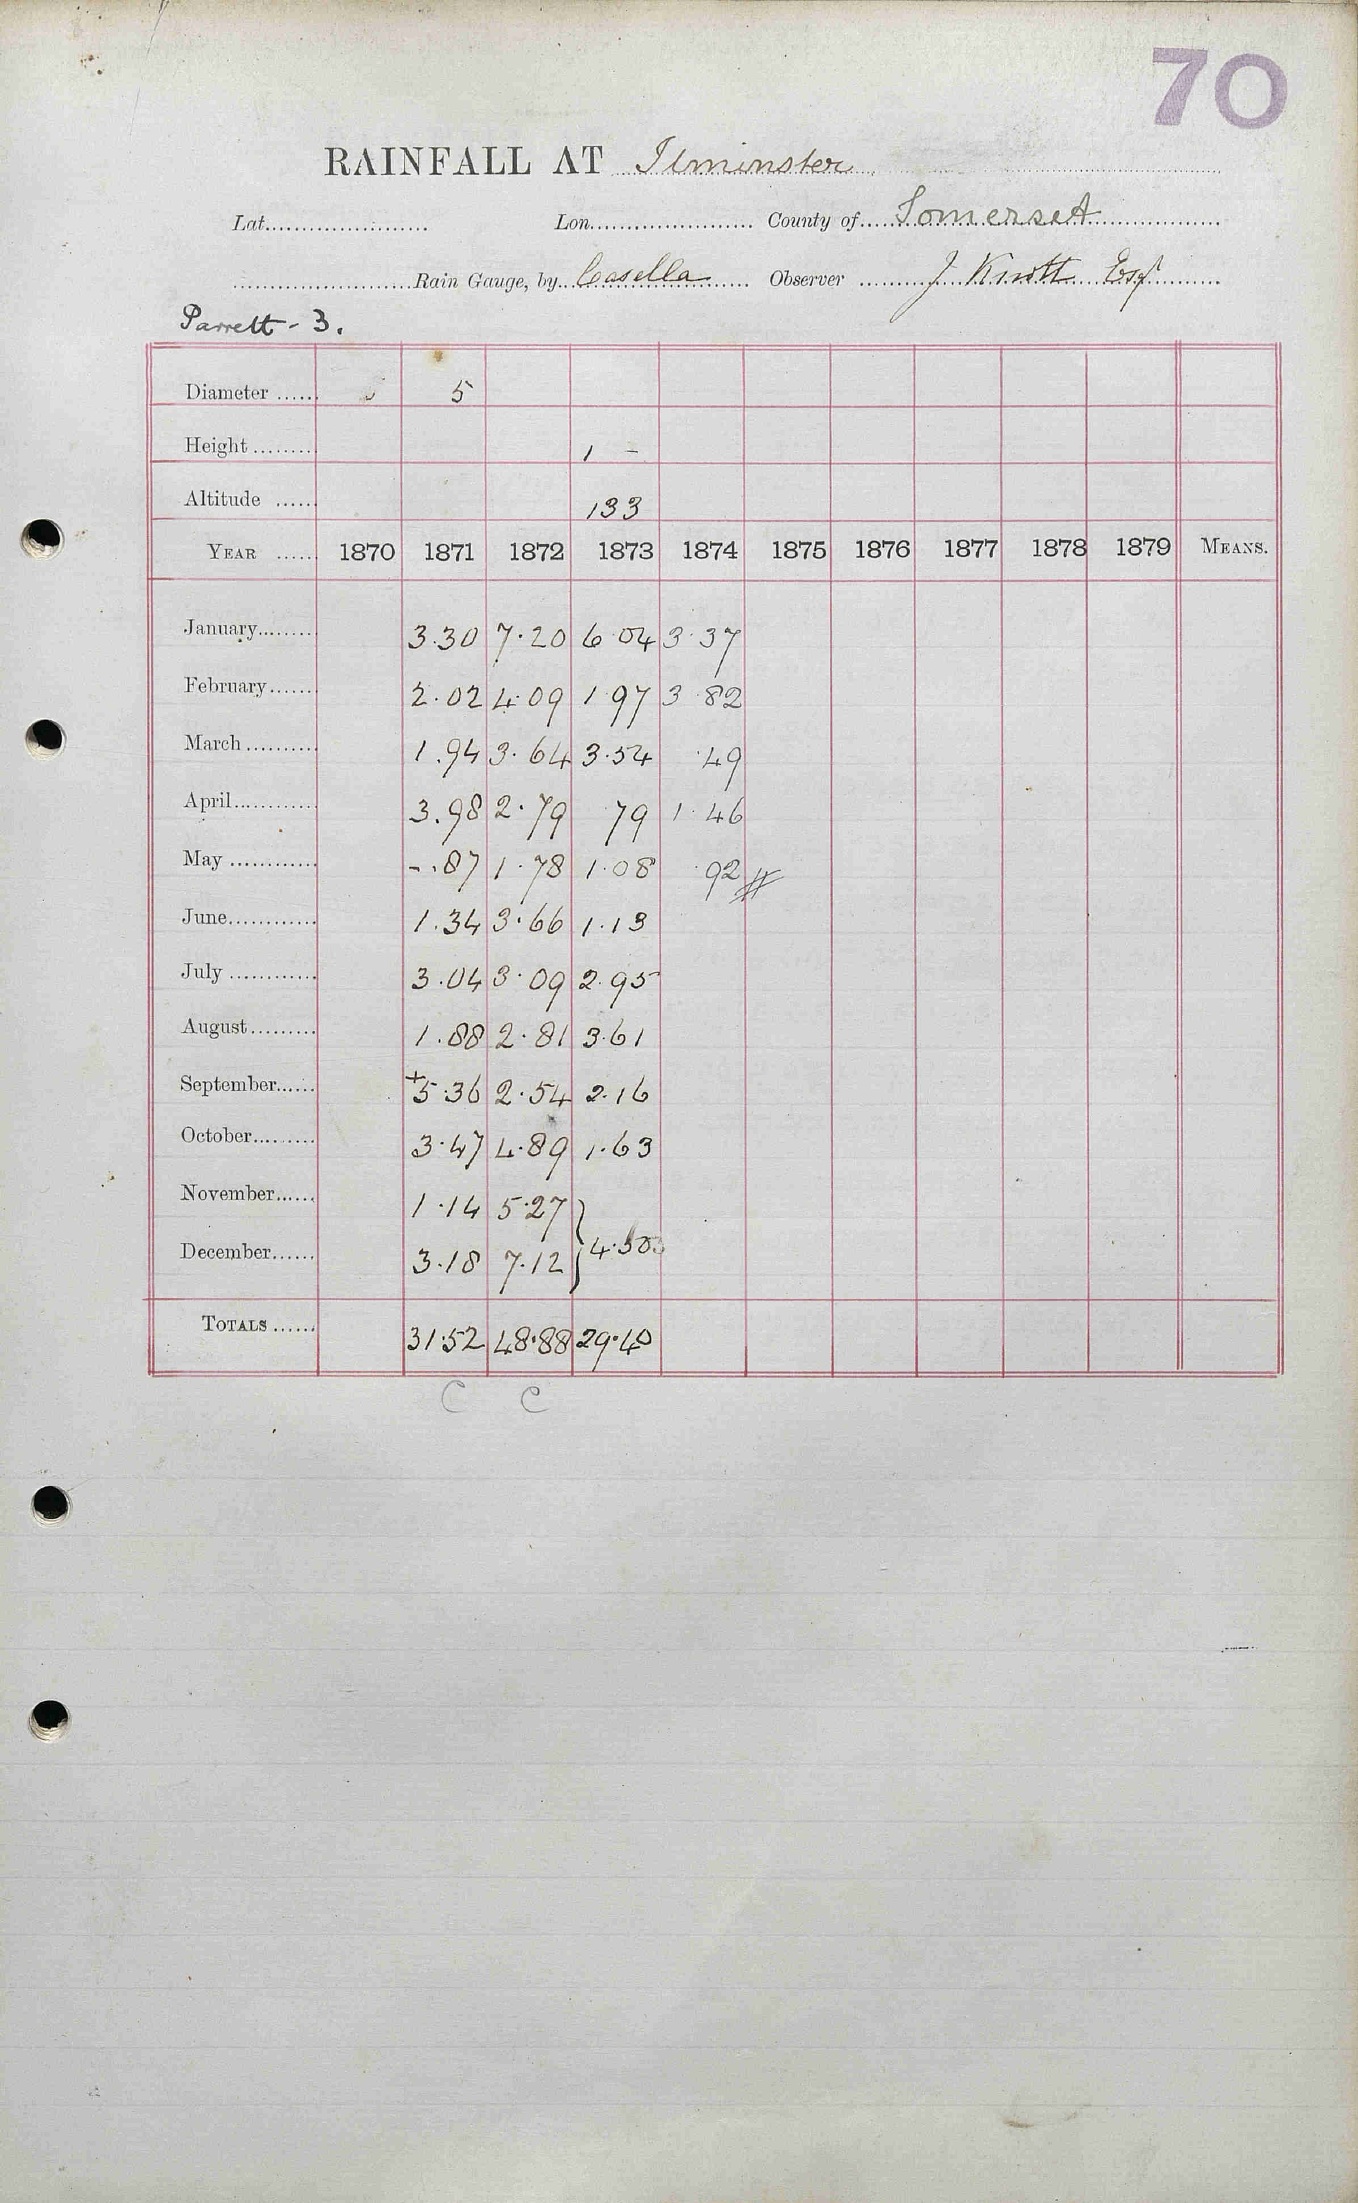 70
RAINFALL AT Ilminster
Lat. Lon. County of Somerset
Rain Gauge, by Casella Observer J. Knott Esqr
Parrett - 3.
Diameter 5
Height 1 -
Altitude 133
YEAR 1870 1871 1872 1873 1874 1875 1876 1877 1878 1879 MEANS.
January 3.30 7.20 6.04 3.37
February 2.02 4.09 1.97 3.82
March 1.94 3.64 3.54 .49
April 3.98 2.79 79 1.46
May -.87 1.78 1.08 .92 #
June 1.34 3.66 1.13
July 3.04 3.09 2.95
August 1.88 2.81 3.61
September +5.36 2.54 2.16
October 3.47 4.89 1.63
November 1.14 5.27
December 3.18 7.12 } 4.50
TOTALS 31.52 48.88 29.40
C C